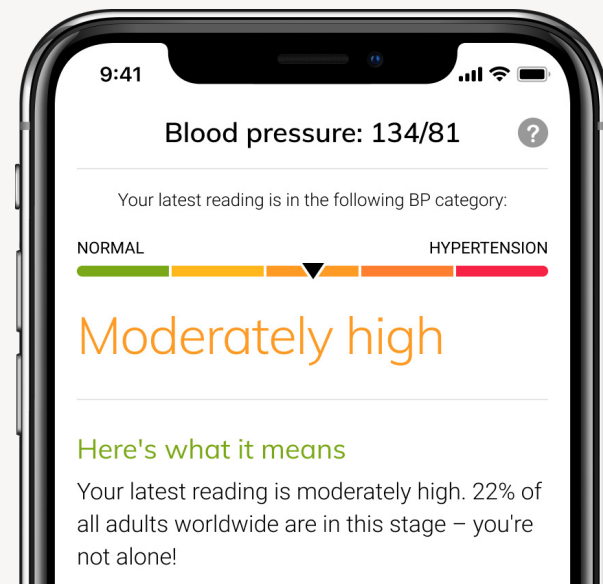 9:41
Blood pressure: 134/81
?
Your latest reading is in the following BP category:
NORMAL HYPERTENSION
Moderately high
Here's what it means
Your latest reading is moderately high. 22% of
all adults worldwide are in this stage – you're
not alone!